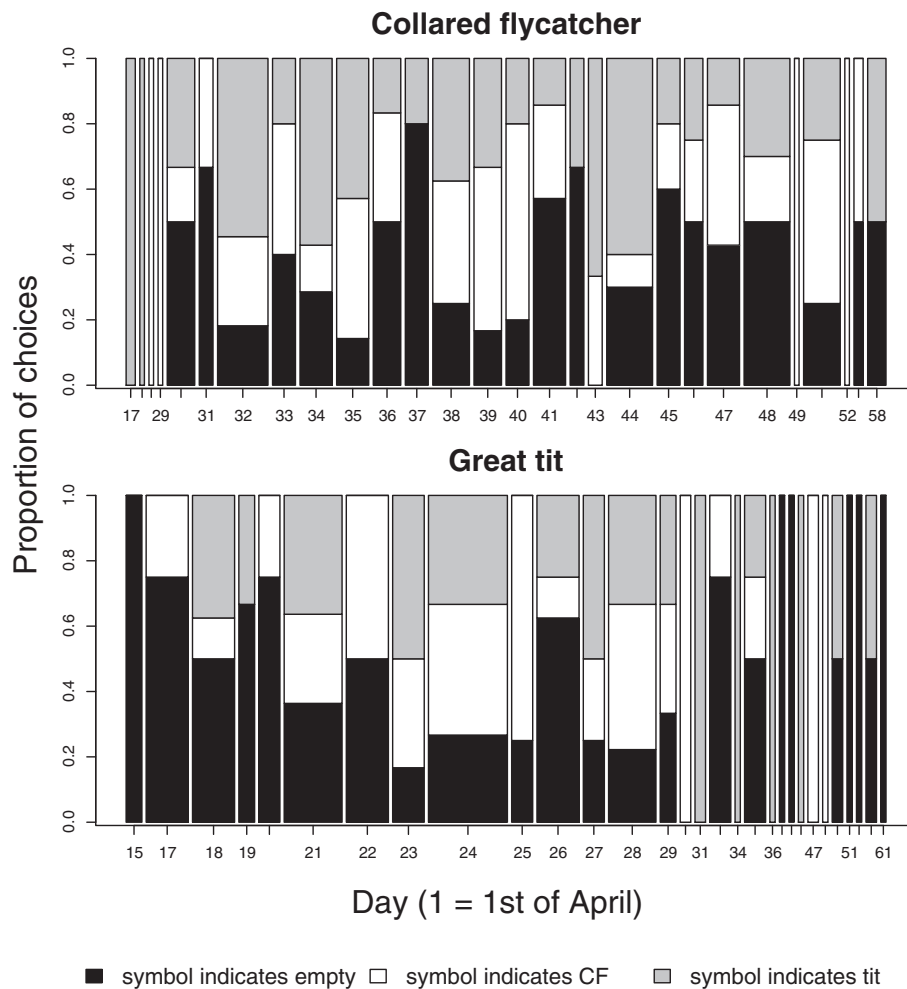 Collared flycatcher
Proportion of choices
0.0 0.2 0.4 0.6 0.8 1.0
17 29 31 32 33 34 35 36 37 38 39 40 41 43 44 45 47 48 49 52 58
Great tit
0.0 0.2 0.4 0.6 0.8 1.0
15 17 18 19 21 22 23 24 25 26 27 28 29 31 34 36 47 51 61
Day (1 = 1st of April)
symbol indicates empty symbol indicates CF symbol indicates tit